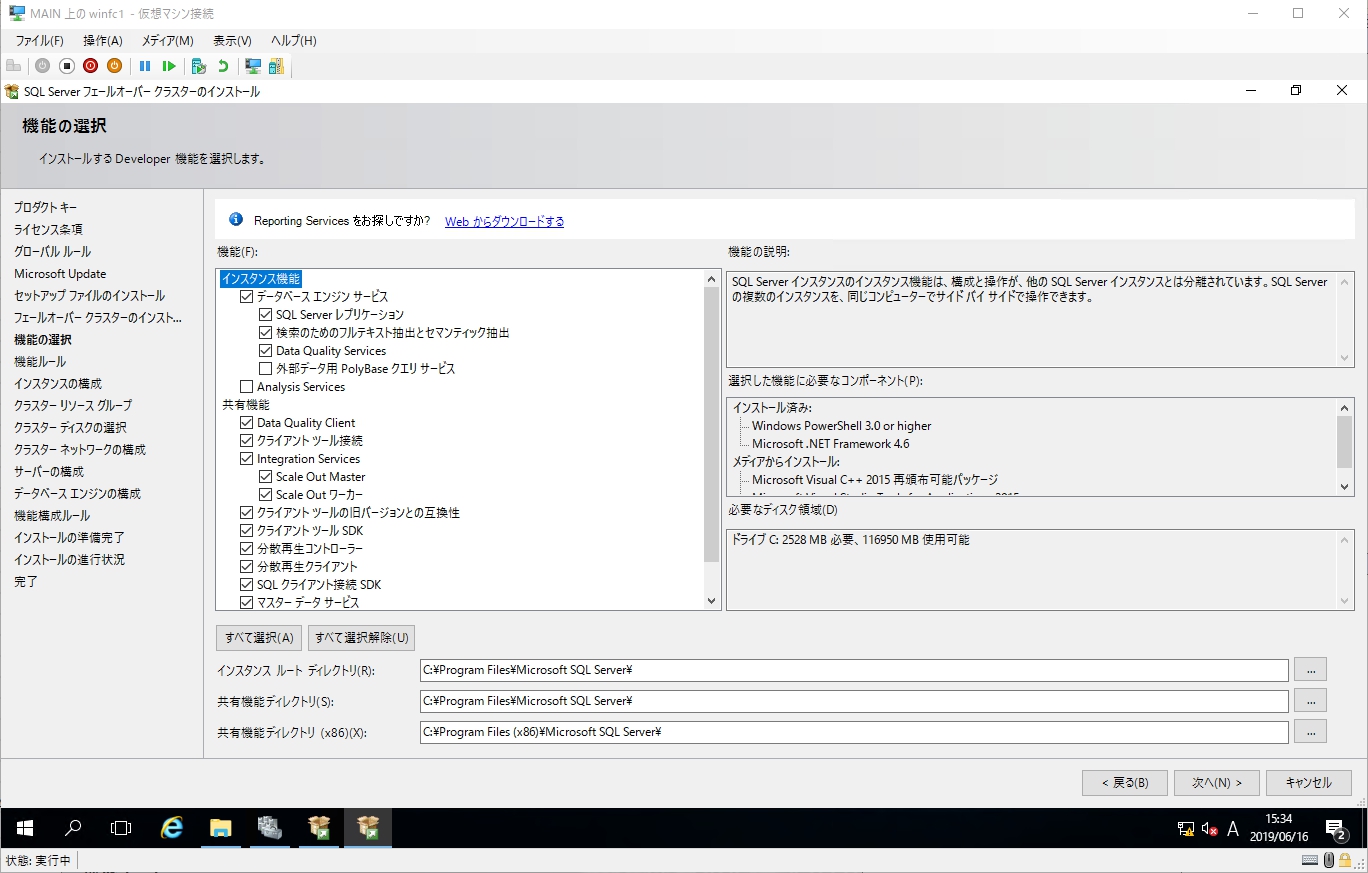 MAIN 上の winfc1 - 仮想マシン接続
ファイル(F) 操作(A) メディア(M) 表示(V) ヘルプ(H)
SQL Server フェールオーバー クラスターのインストール
機能の選択
インストールする Developer 機能を選択します。
プロダクト キー
ライセンス条項
グローバル ルール
Microsoft Update
セットアップ ファイルのインストール
フェールオーバー クラスターのインスト...
機能の選択
機能ルール
インスタンスの構成
クラスター リソース グループ
クラスター ディスクの選択
クラスター ネットワークの構成
サーバーの構成
データベース エンジンの構成
機能構成ルール
インストールの準備完了
インストールの進行状況
完了
Reporting Services をお探しですか? Web からダウンロードする
機能(F):
インスタンス機能
データベース エンジン サービス
SQL Server レプリケーション
検索のためのフルテキスト抽出とセマンティック抽出
Data Quality Services
外部データ用 PolyBase クエリ サービス
Analysis Services
共有機能
Data Quality Client
クライアント ツール接続
Integration Services
Scale Out Master
Scale Out ワーカー
クライアント ツールの旧バージョンとの互換性
クライアント ツール SDK
分散再生コントローラー
分散再生クライアント
SQL クライアント接続 SDK
マスター データ サービス
機能の説明:
SQL Server インスタンスのインスタンス機能は、構成と操作が、他の SQL Server インスタンスとは分離されています。SQL Server
の複数のインスタンスを、同じコンピューターでサイド バイ サイドで操作できます。
選択した機能に必要なコンポーネント(P):
インストール済み:
Windows PowerShell 3.0 or higher
Microsoft .NET Framework 4.6
メディアからインストール:
Microsoft Visual C++ 2015 再頒布可能パッケージ
Microsoft Visual Studio Tools for Applications 2015
必要なディスク領域(D)
ドライブ C: 2528 MB 必要、116950 MB 使用可能
すべて選択(A) すべて選択解除(U)
インスタンス ルート ディレクトリ(R): C:¥Program Files¥Microsoft SQL Server¥ ...
共有機能ディレクトリ(S): C:¥Program Files¥Microsoft SQL Server¥ ...
共有機能ディレクトリ (x86)(X): C:¥Program Files (x86)¥Microsoft SQL Server¥ ...
< 戻る(B) 次へ(N) > キャンセル
A
15:34
2019/06/16
2
状態: 実行中